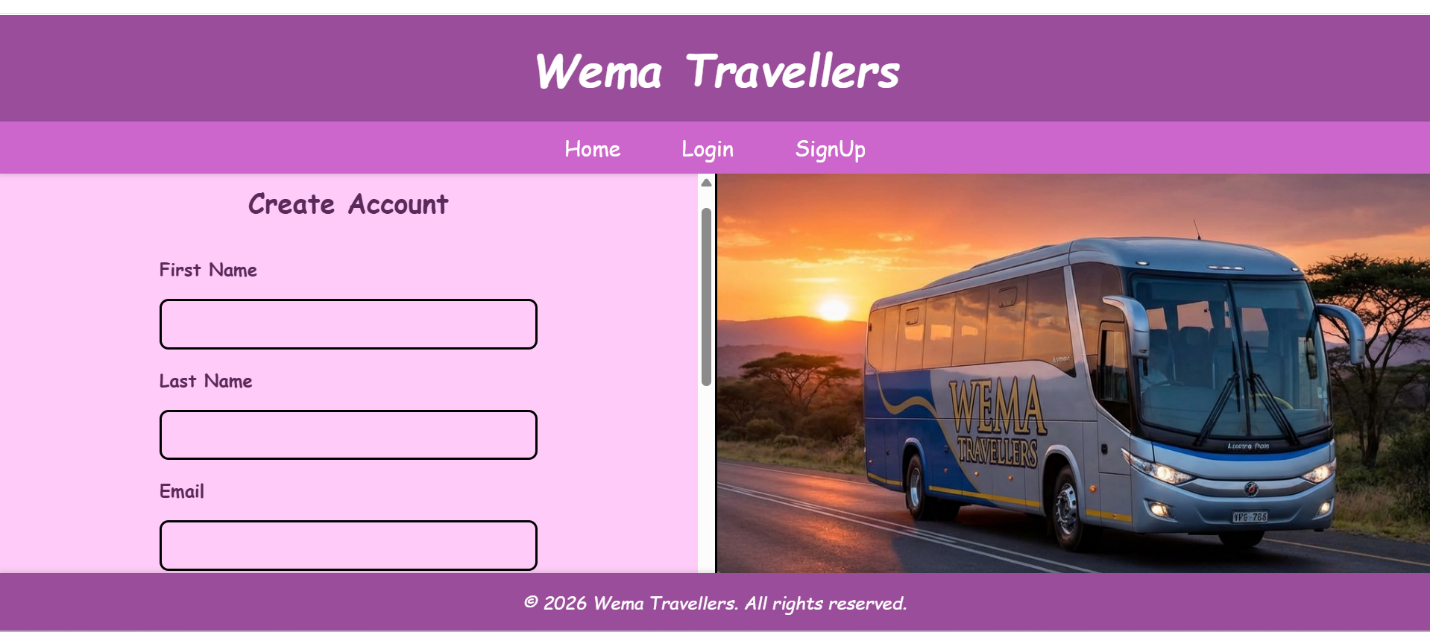 Wema Travellers
Home Login SignUp
Create Account
First Name
Last Name
Email
WEMA
TRAVELLERS
© 2026 Wema Travellers. All rights reserved.